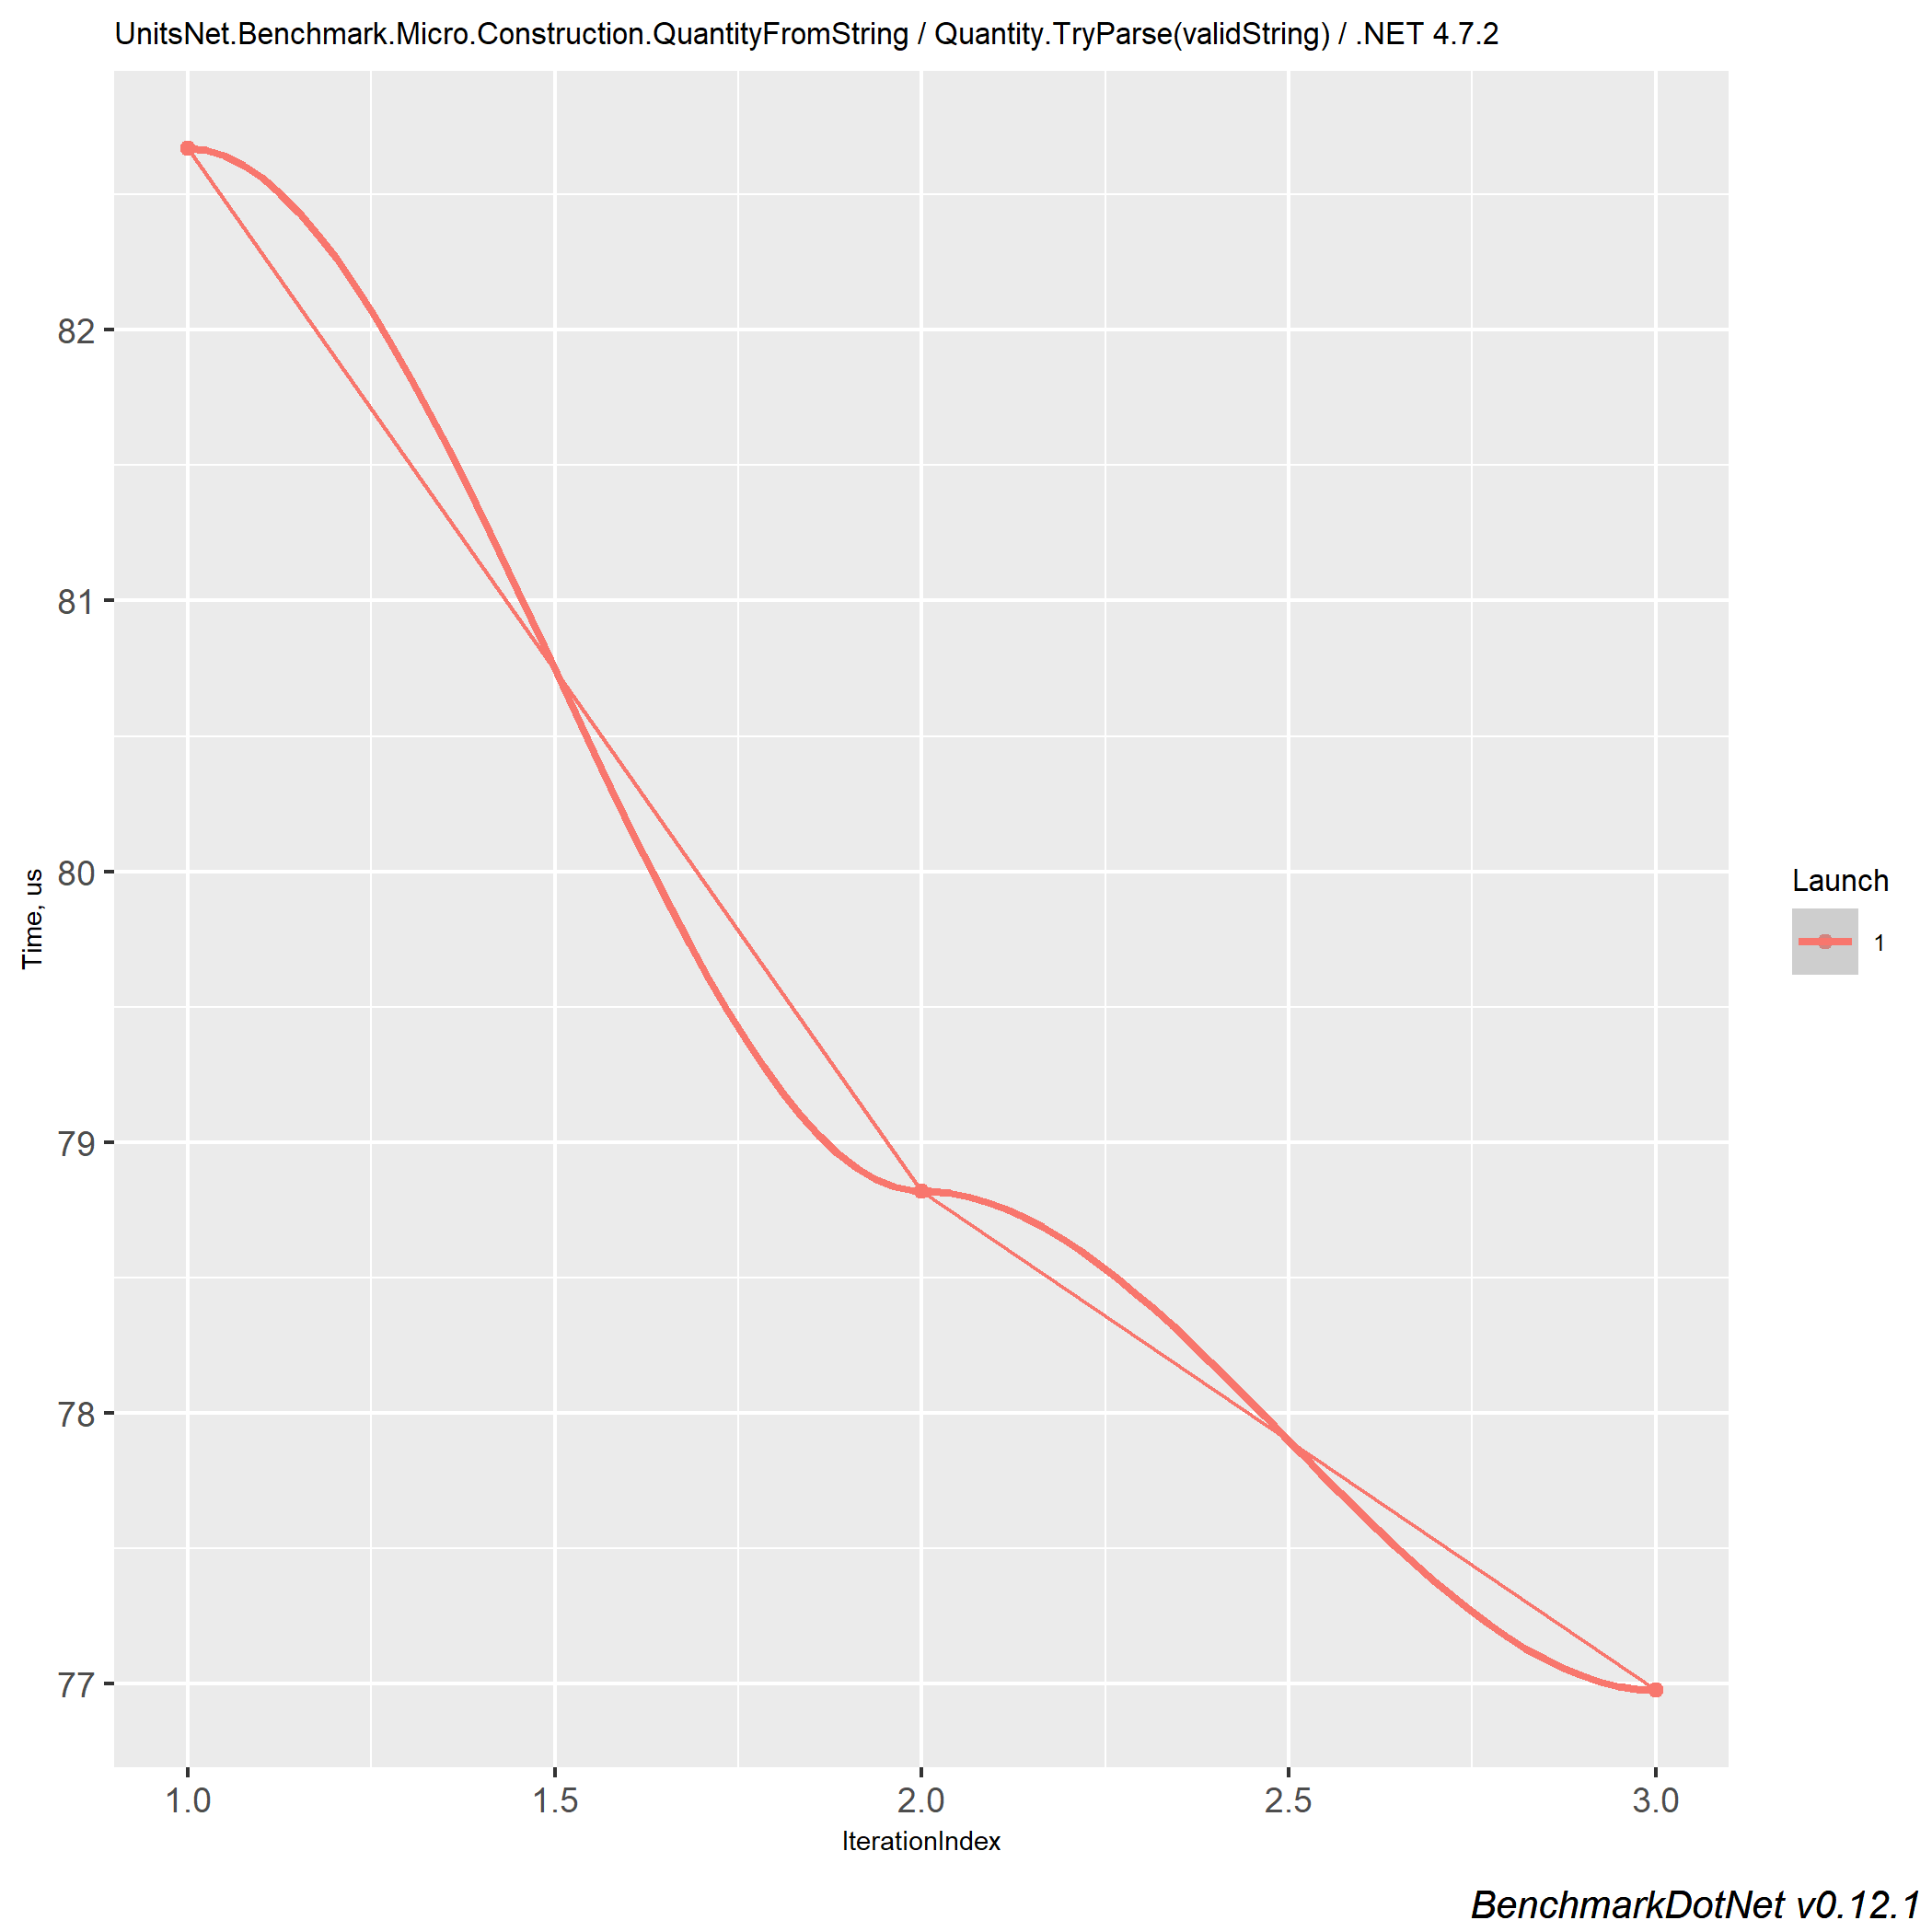 UnitsNet.Benchmark.Micro.Construction.QuantityFromString / Quantity.TryParse(validString) / .NET 4.7.2
82
81
80
79
78
77
Time, us
1.0 1.5 2.0 2.5 3.0
IterationIndex
Launch
1
BenchmarkDotNet v0.12.1